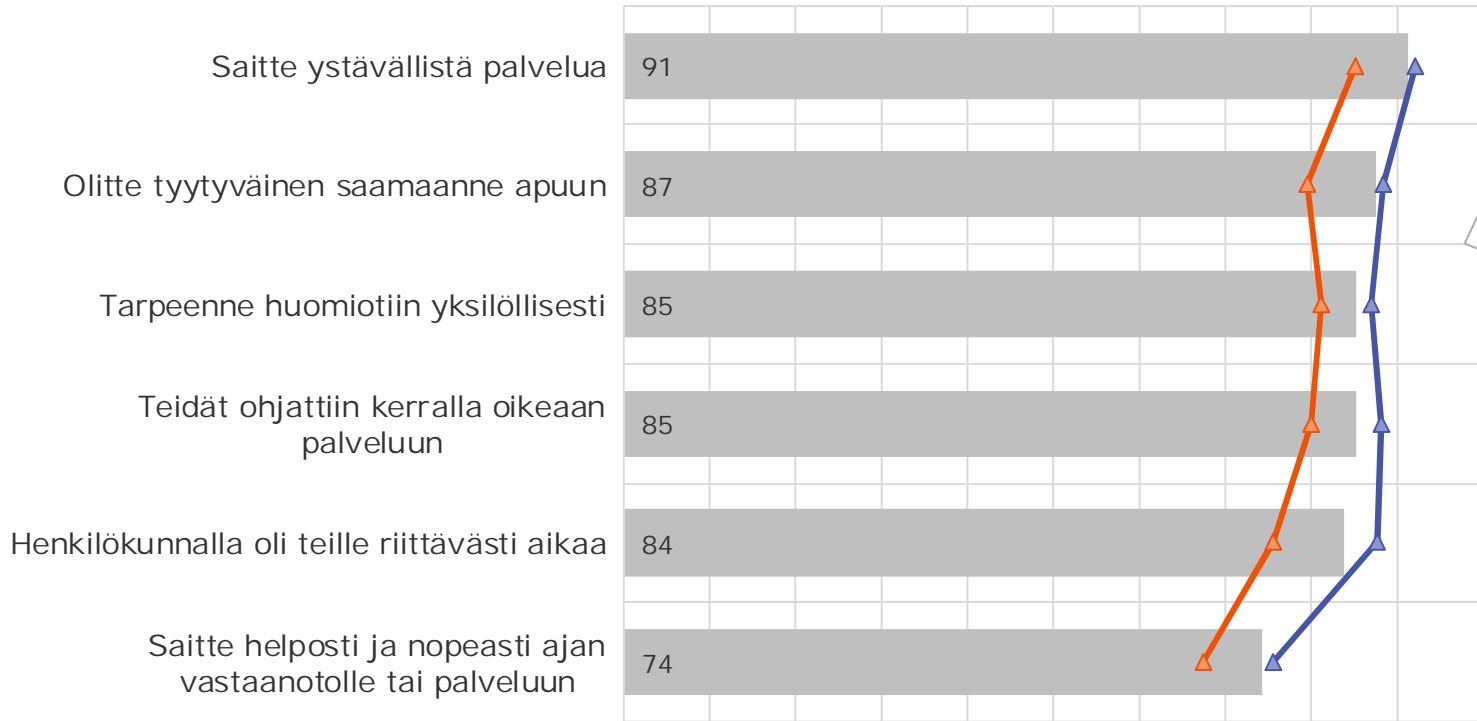 Saitte ystävällistä palvelua
91
Olitte tyytyväinen saamaanne apuun
87
Tarpeenne huomiotiin yksilöllisesti
85
Teidät ohjattiin kerralla oikeaan
palveluun
85
Henkilökunnalla oli teille riittävästi aikaa
84
Saitte helposti ja nopeasti ajan
vastaanotolle tai palveluun
74